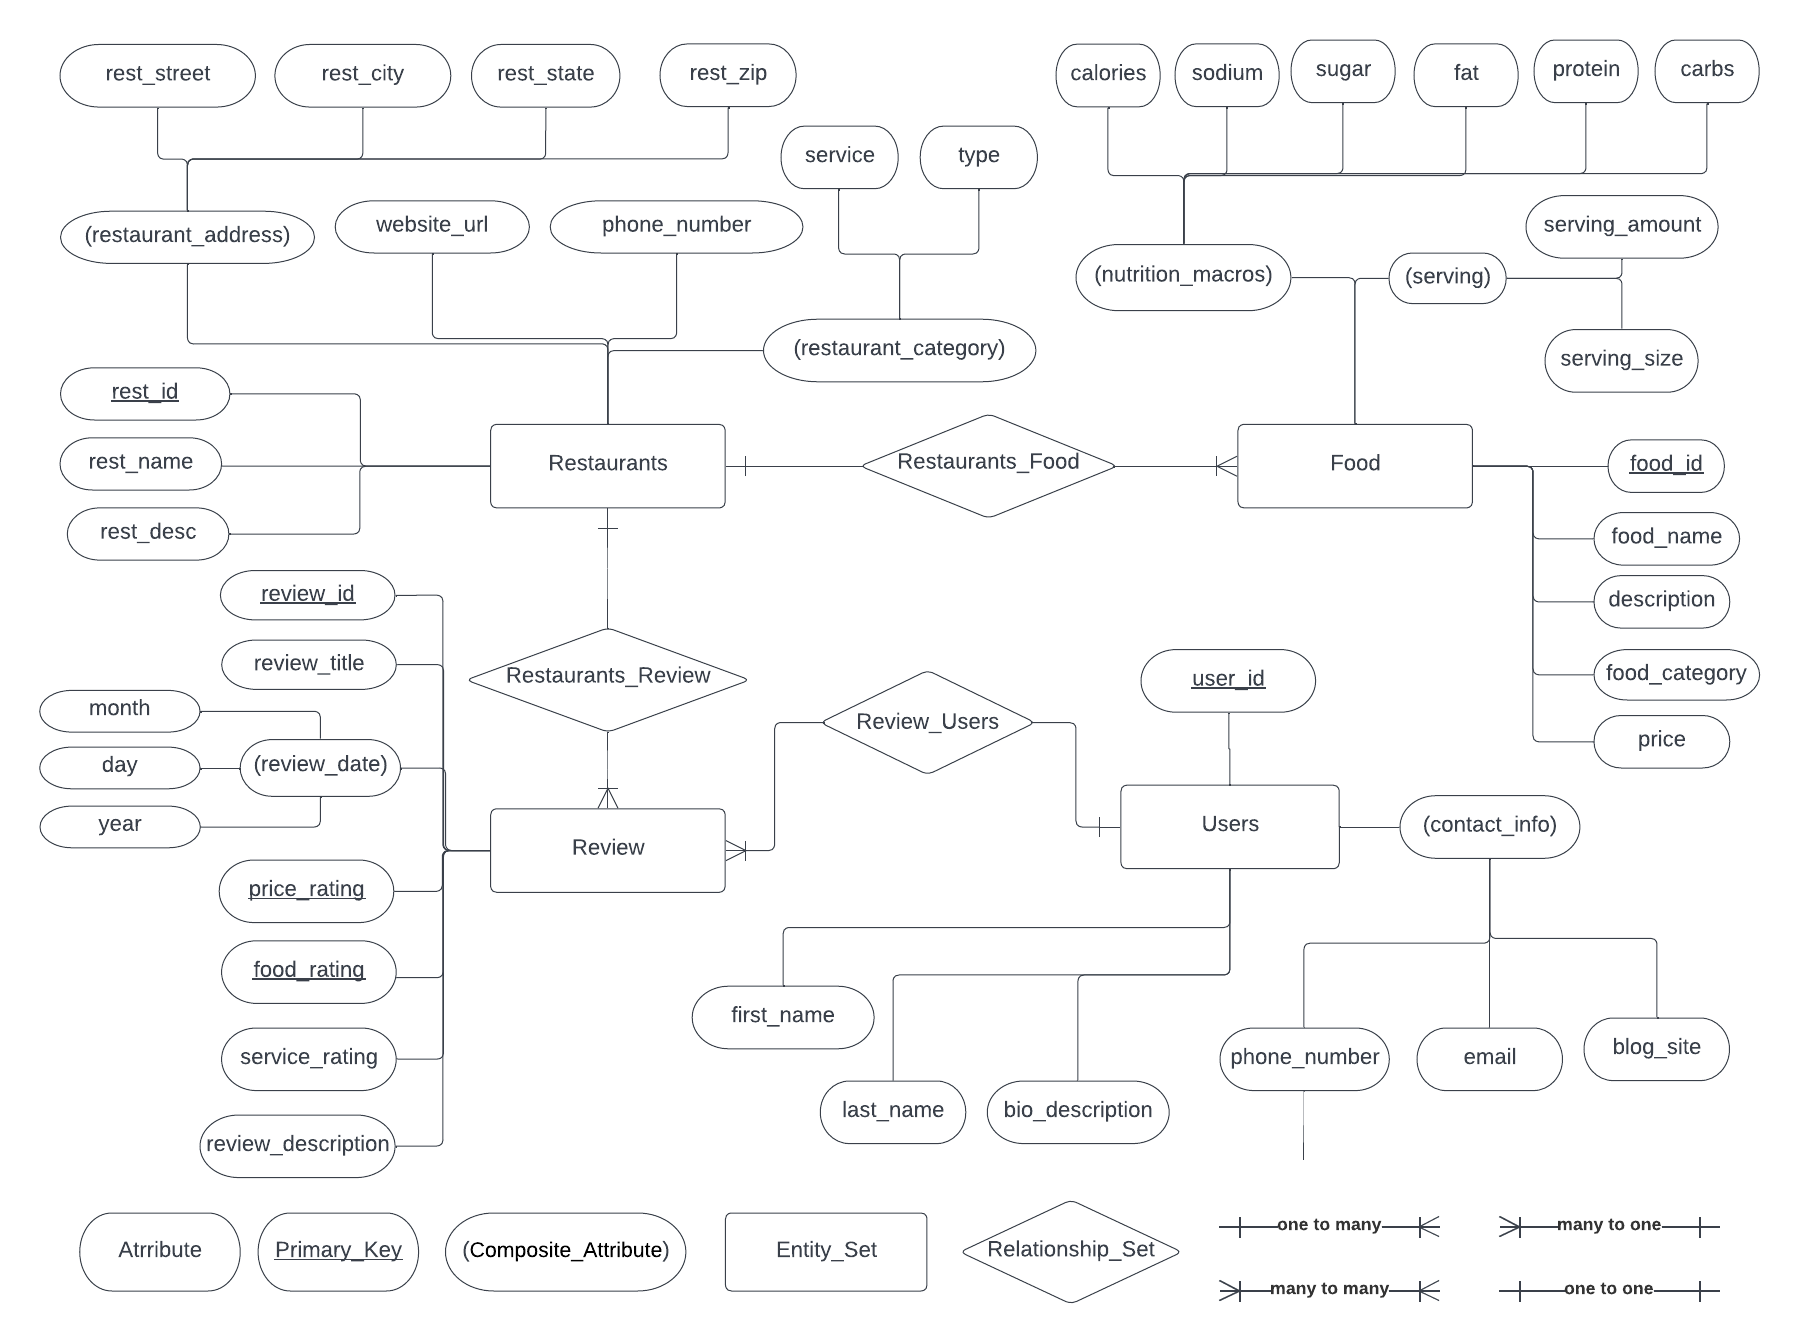 rest_street
rest_city
rest_state
rest_zip
calories
sodium
sugar
fat
protein
carbs
service
type
(restaurant_address)
website_url
phone_number
serving_amount
(nutrition_macros)
(serving)
(restaurant_category)
serving_size
rest_id
rest_name
rest_desc
Restaurants
Restaurants_Food
Food
food_id
food_name
description
food_category
price
review_id
review_title
month
day
year
(review_date)
Restaurants_Review
Review_Users
user_id
Review
Users
(contact_info)
price_rating
food_rating
service_rating
review_description
first_name
last_name
bio_description
phone_number
email
blog_site
Atrribute
Primary_Key
(Composite_Attribute)
Entity_Set
Relationship_Set
one to many
many to one
many to many
one to one